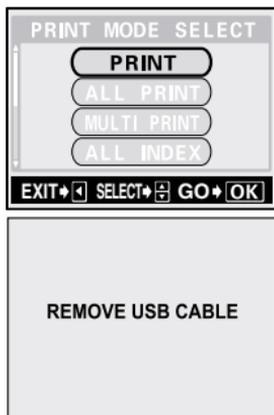 PRINT MODE SELECT
PRINT
ALL PRINT
MULTI PRINT
ALL INDEX
EXIT SELECT GO OK
REMOVE USB CABLE